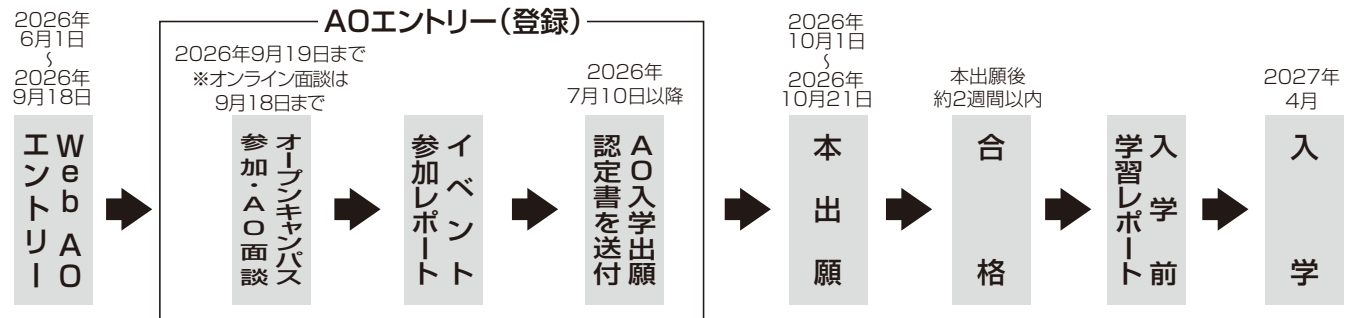 AOエントリー（登録）
2026年
6月1日
〜
2026年
9月18日
Web AO
エントリー
2026年9月19日まで
※オンライン面談は
9月18日まで
オープンキャンパス
参加・AO面談
イベント
参加レポート
2026年
7月10日以降
AO入学出願
認定書を送付
2026年
10月1日
〜
2026年
10月21日
本出願
本出願後
約2週間以内
合格
入学前
学習レポート
2027年
4月
入学